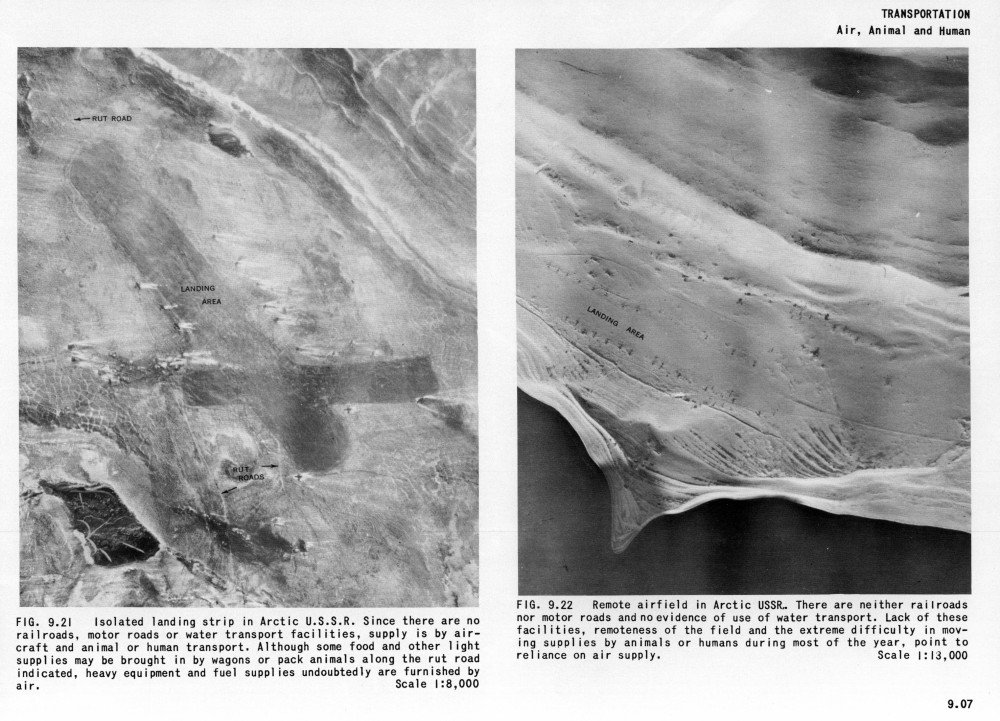 TRANSPORTATION
Air, Animal and Human
RUT ROAD
LANDING
AREA
RUT
ROADS
LANDING AREA
FIG. 9.21 Isolated landing strip in Arctic U.S.S.R. Since there are no
railroads, motor roads or water transport facilities, supply is by air-
craft and animal or human transport. Although some food and other light
supplies may be brought in by wagons or pack animals along the rut road
indicated, heavy equipment and fuel supplies undoubtedly are furnished by
air. Scale 1:8,000
FIG. 9.22 Remote airfield in Arctic USSR. There are neither railroads
nor motor roads and no evidence of use of water transport. Lack of these
facilities, remoteness of the field and the extreme difficulty in mov-
ing supplies by animals or humans during most of the year, point to
reliance on air supply. Scale 1:13,000
9.07